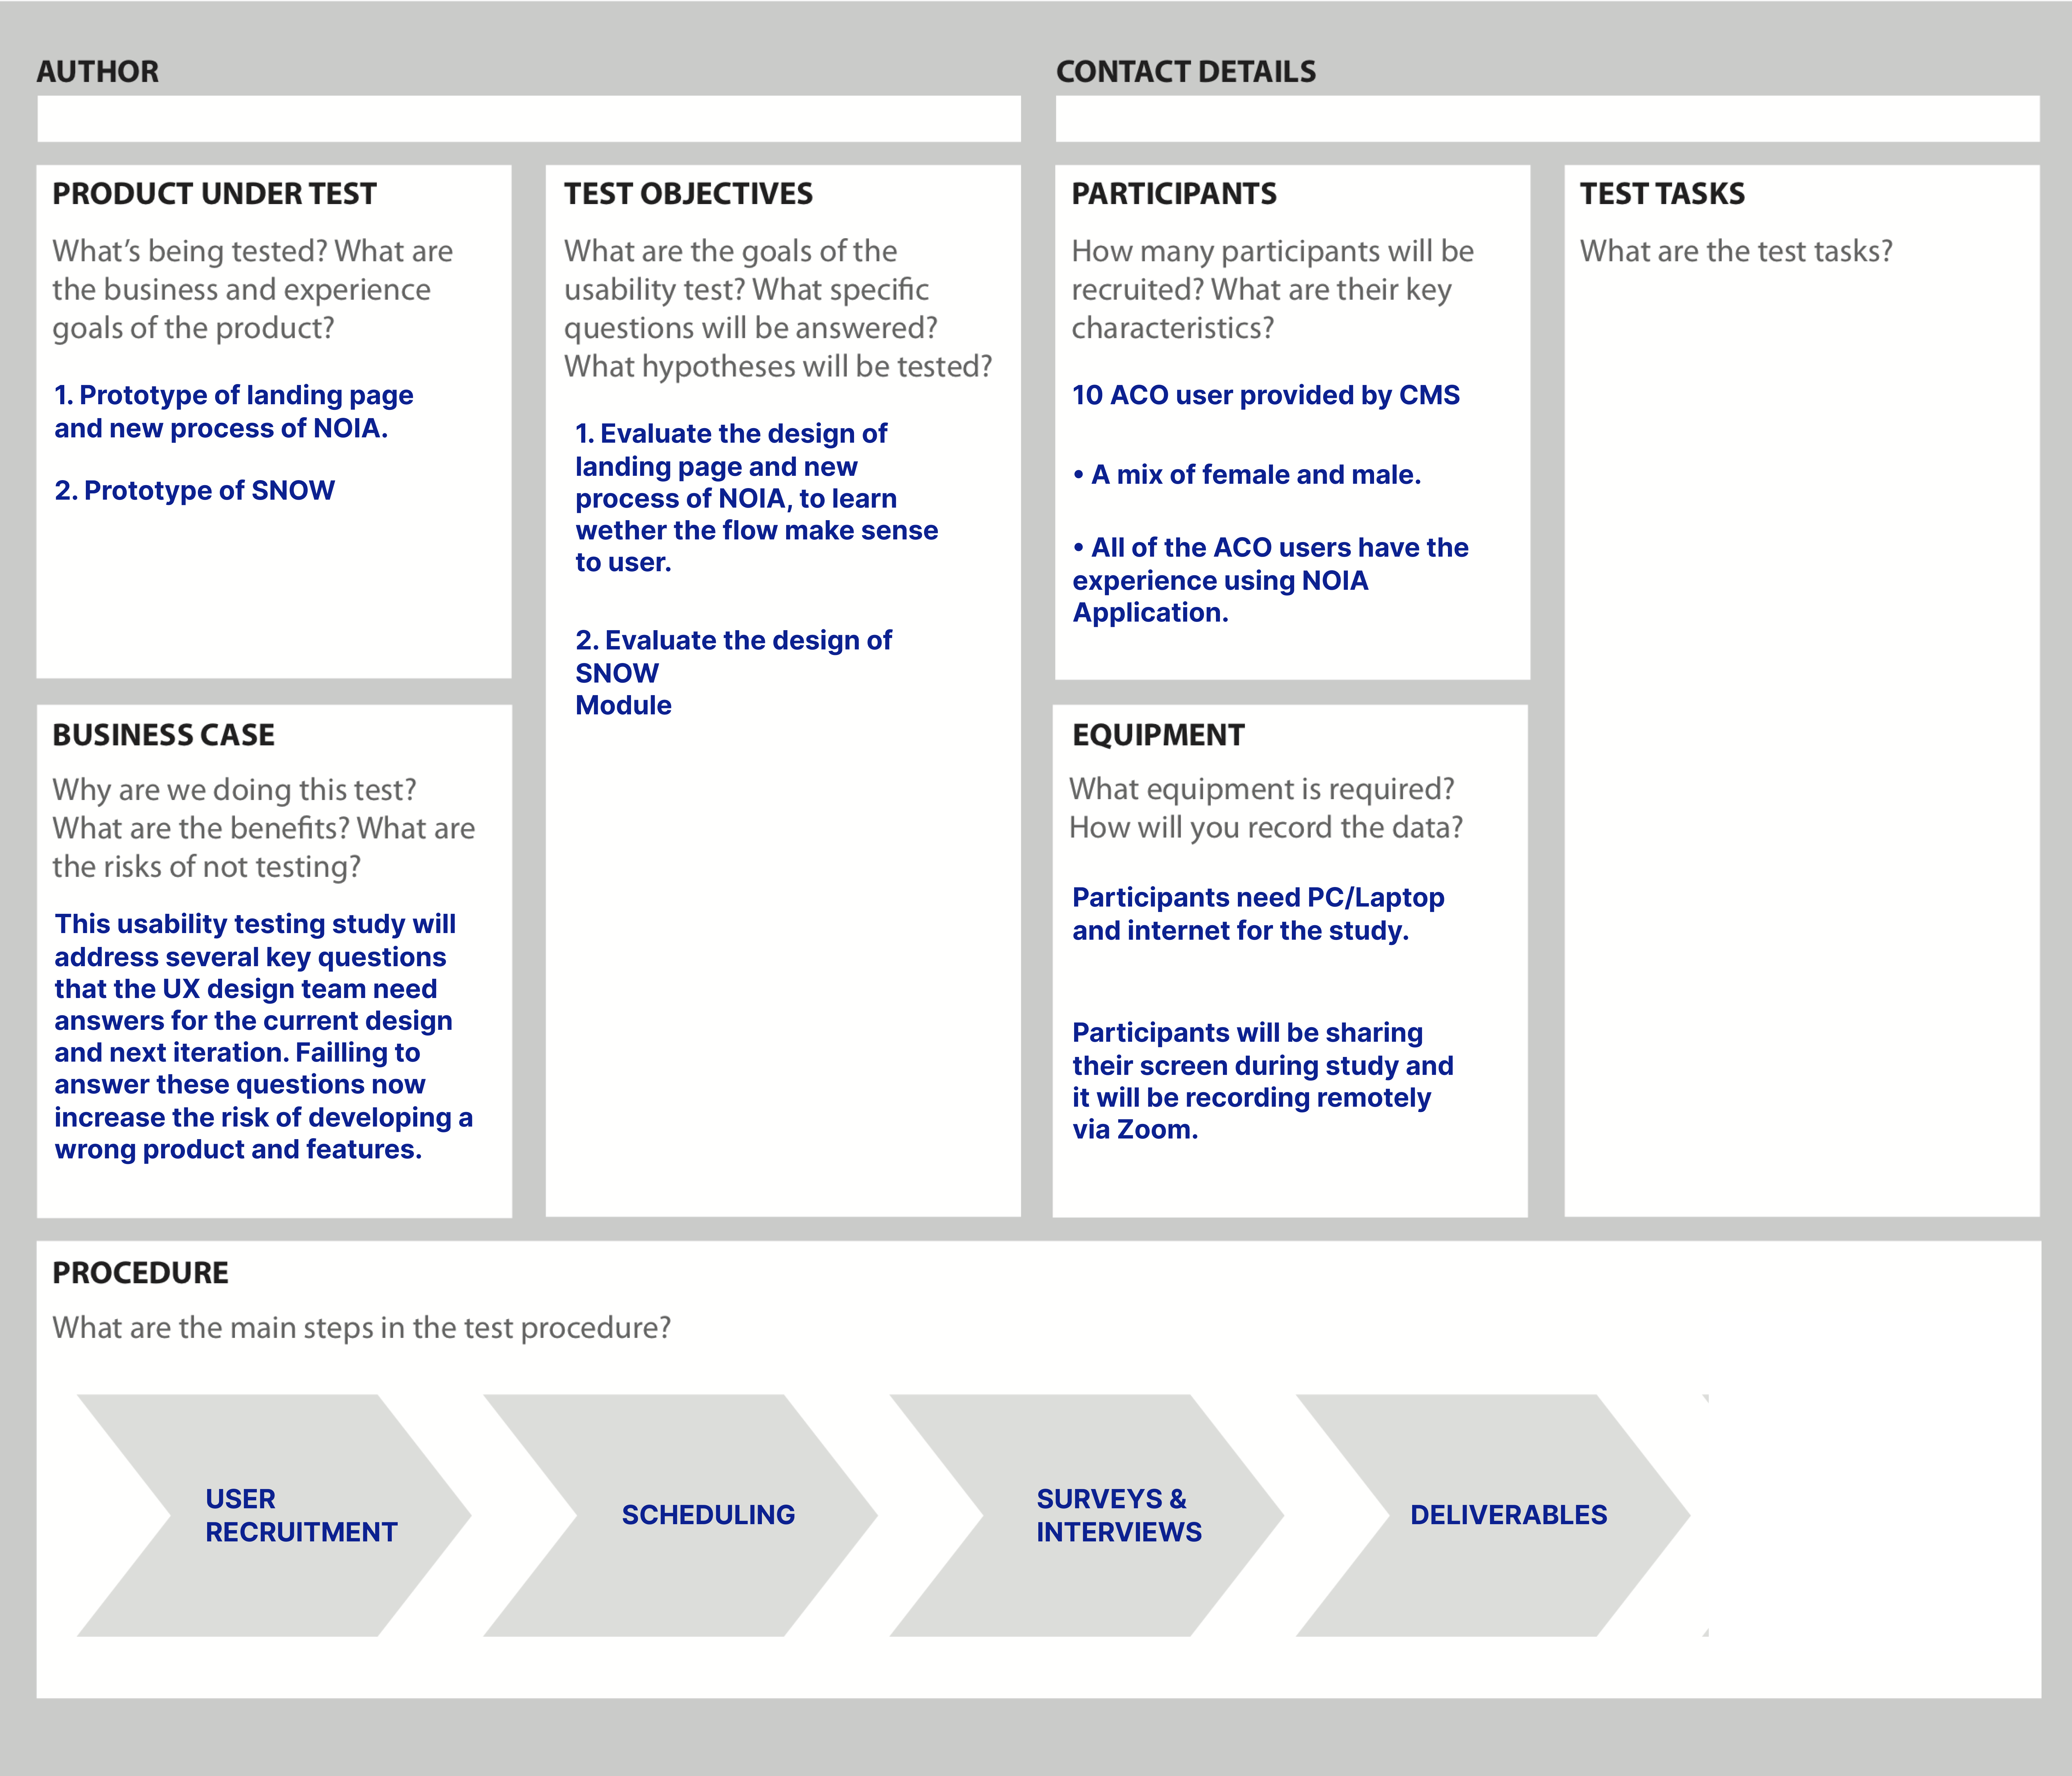 AUTHOR
CONTACT DETAILS
PRODUCT UNDER TEST
What's being tested? What are
the business and experience
goals of the product?
1. Prototype of landing page
and new process of NOIA.
2. Prototype of SNOW
BUSINESS CASE
Why are we doing this test?
What are the benefits? What are
the risks of not testing?
This usability testing study will
address several key questions
that the UX design team need
answers for the current design
and next iteration. Failling to
answer these questions now
increase the risk of developing a
wrong product and features.
TEST OBJECTIVES
What are the goals of the
usability test? What specific
questions will be answered?
What hypotheses will be tested?
1. Evaluate the design of
landing page and new
process of NOIA, to learn
wether the flow make sense
to user.
2. Evaluate the design of
SNOW
Module
PARTICIPANTS
How many participants will be
recruited? What are their key
characteristics?
10 ACO user provided by CMS
• A mix of female and male.
• All of the ACO users have the
experience using NOIA
Application.
EQUIPMENT
What equipment is required?
How will you record the data?
Participants need PC/Laptop
and internet for the study.
Participants will be sharing
their screen during study and
it will be recording remotely
via Zoom.
TEST TASKS
What are the test tasks?
PROCEDURE
What are the main steps in the test procedure?
USER
RECRUITMENT
SCHEDULING
SURVEYS &
INTERVIEWS
DELIVERABLES